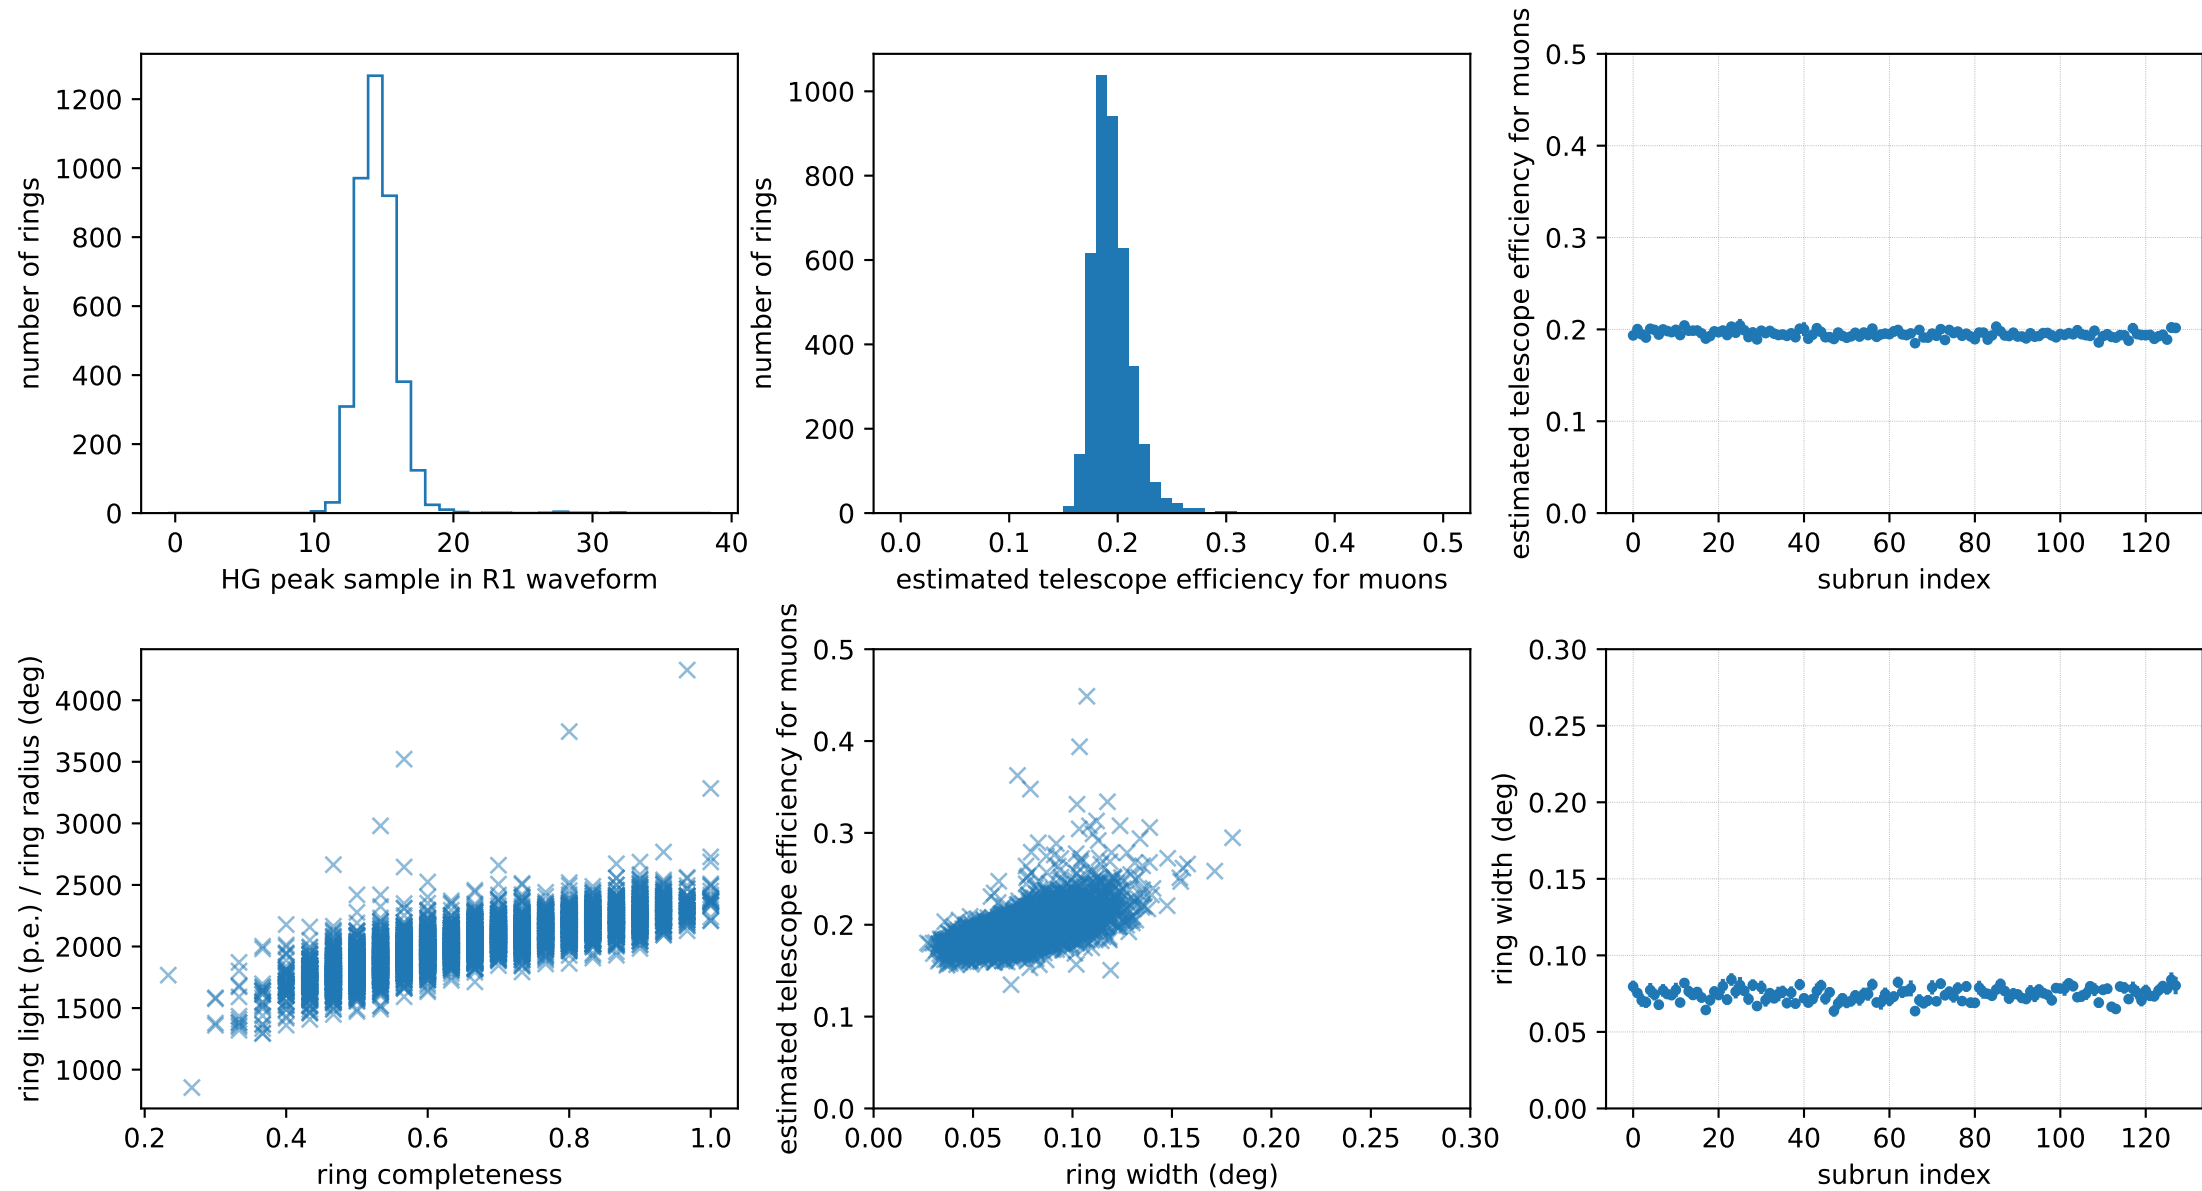 number of rings
1200
1000
800
600
400
200
0
0 10 20 30 40
HG peak sample in R1 waveform
number of rings
1000
800
600
400
200
0
0.0 0.1 0.2 0.3 0.4 0.5
estimated telescope efficiency for muons
estimated telescope efficiency for muons
0.5
0.4
0.3
0.2
0.1
0.0
0 20 40 60 80 100 120
subrun index
ring light (p.e.) / ring radius (deg)
4000
3500
3000
2500
2000
1500
1000
0.2 0.4 0.6 0.8 1.0
ring completeness
estimated telescope efficiency for muons
0.5
0.4
0.3
0.2
0.1
0.0
0.00 0.05 0.10 0.15 0.20 0.25 0.30
ring width (deg)
ring width (deg)
0.30
0.25
0.20
0.15
0.10
0.05
0.00
0 20 40 60 80 100 120
subrun index